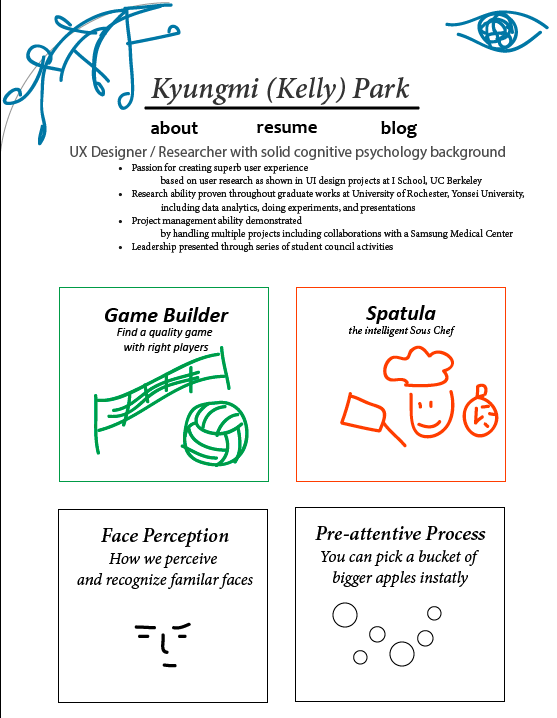 Kyungmi (Kelly) Park
about resume blog
UX Designer / Researcher with solid cognitive psychology background
• Passion for creating superb user experience
based on user research as shown in UI design projects at I School, UC Berkeley
• Research ability proven throughout graduate works at University of Rochester, Yonsei University,
including data analytics, doing experiments, and presentations
• Project management ability demonstrated
by handling multiple projects including collaborations with a Samsung Medical Center
• Leadership presented through series of student council activities
Game Builder
Find a quality game
with right players
Spatula
the intelligent Sous Chef
Face Perception
How we perceive
and recognize familar faces
Pre-attentive Process
You can pick a bucket of
bigger apples instatly